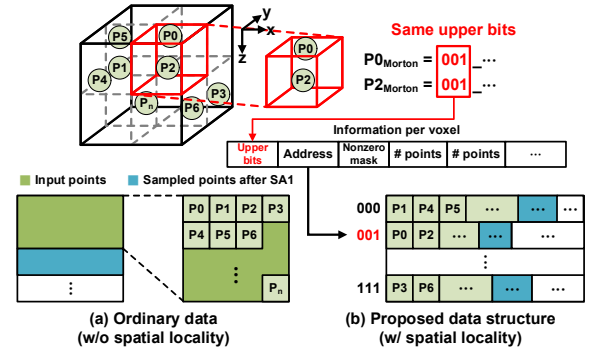 y
x
z
P5
P0
P4
P1
P2
Pn
P6
P3
P0
P2
Same upper bits
P0Morton = 001_...
P2Morton = 001_...
Information per voxel
Upper bits
Address
Nonzero mask
# points
# points
...
Input points
Sampled points after SA1
P0 P1 P2 P3
P4 P5 P6
Pn
000 P1 P4 P5 ... ... ...
001 P0 P2 ... ... ...
111 P3 P6 ... ... ...
(a) Ordinary data
(w/o spatial locality)
(b) Proposed data structure
(w/ spatial locality)